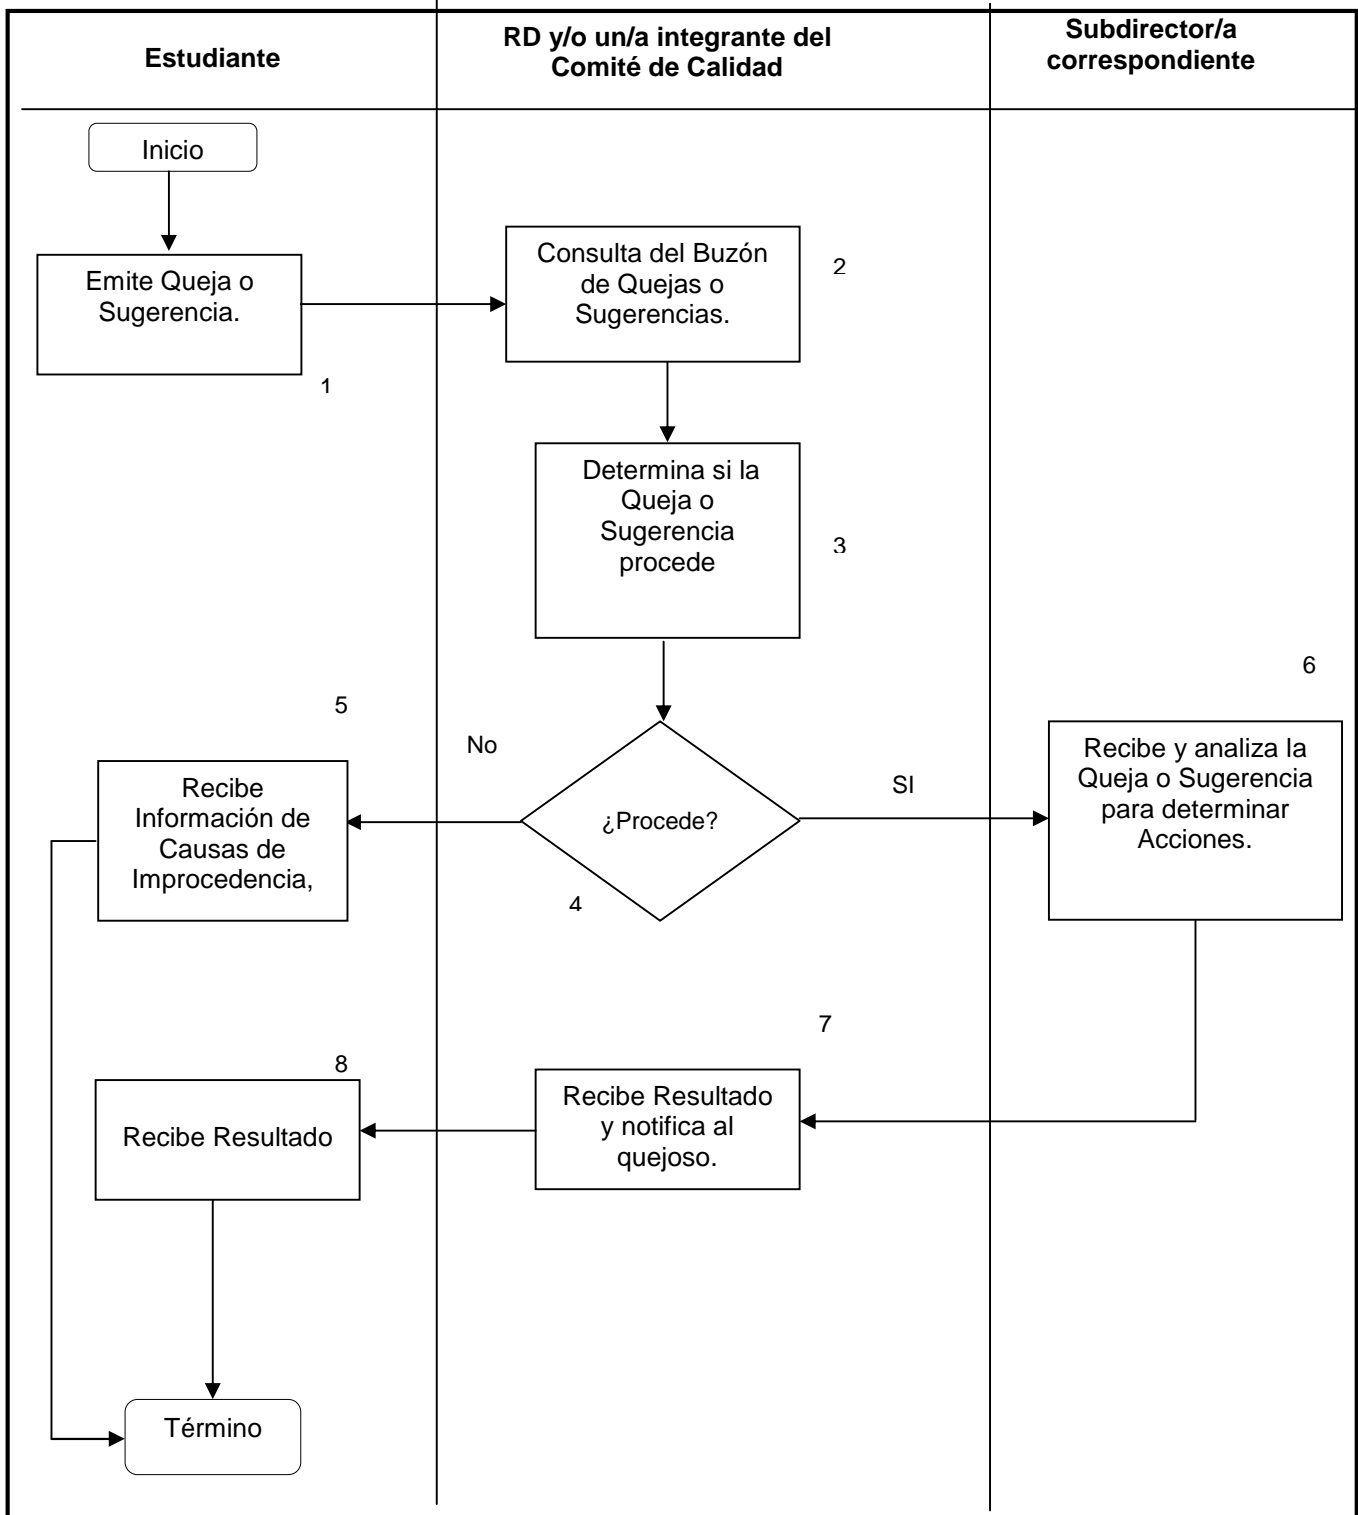 Estudiante
RD y/o un/a integrante del
Comité de Calidad
Subdirector/a
correspondiente
Inicio
Emite Queja o
Sugerencia.
1
Consulta del Buzón
de Quejas o
Sugerencias.
2
Determina si la
Queja o
Sugerencia
procede
3
¿Procede?
4
No
SI
5
Recibe
Información de
Causas de
Improcedencia,
6
Recibe y analiza la
Queja o Sugerencia
para determinar
Acciones.
7
Recibe Resultado
y notifica al
quejoso.
8
Recibe Resultado
Término